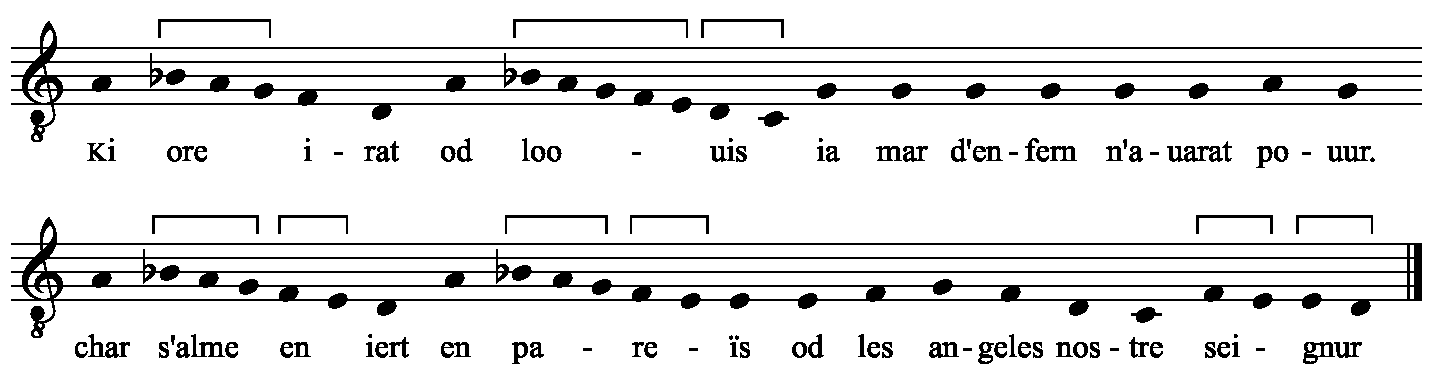 Ki ore i - rat od loo - uis ia mar d'en - fern n'a - uarat po - uur.
char s'alme en iert en pa - re - ïs od les an - geles nos - tre sei - gnur